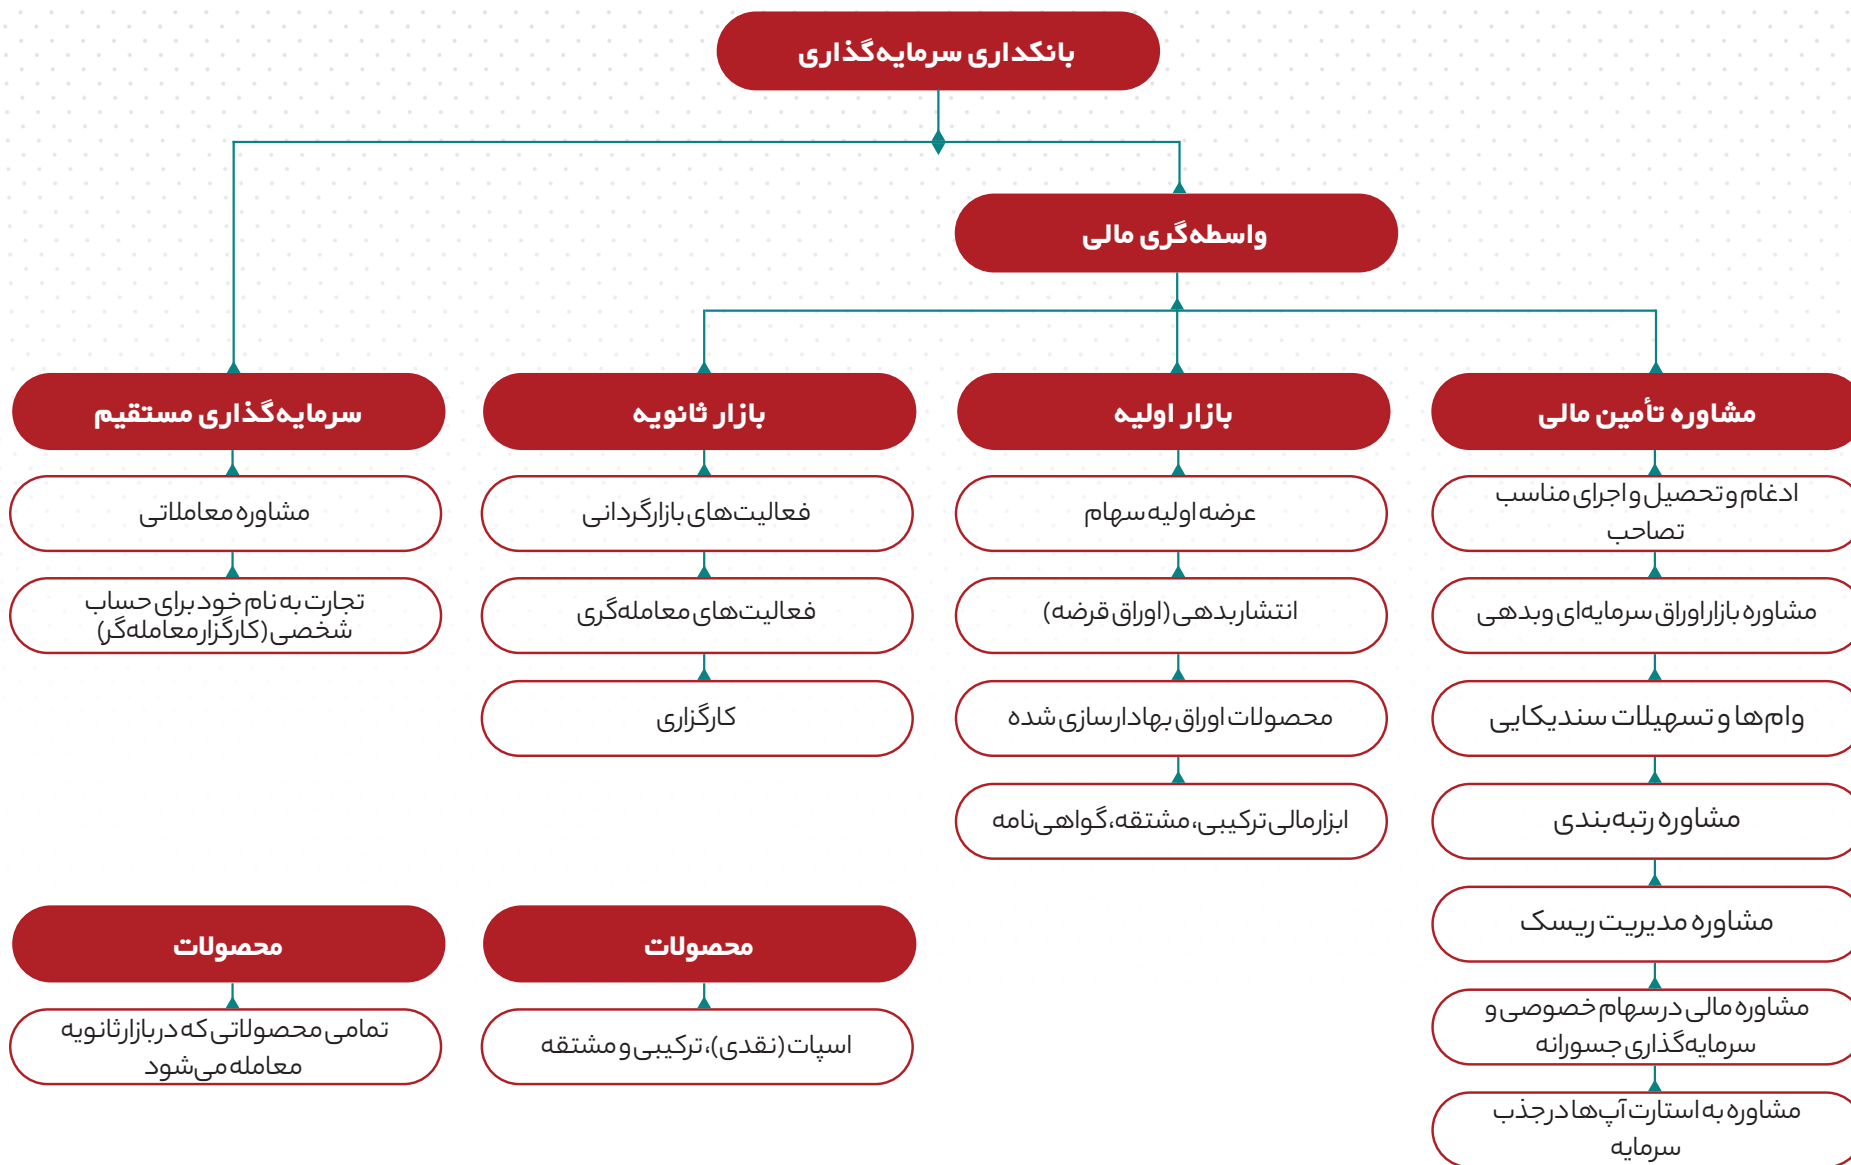 بانکداری سرمایه‌گذاری
واسطه‌گری مالی
مشاوره تأمین مالی
ادغام و تحصیل و اجرای مناسب
تصاحب
مشاوره بازار اوراق سرمایه‌ای و بدهی
وام‌ها و تسهیلات سندیکایی
مشاوره رتبه‌بندی
مشاوره مدیریت ریسک
مشاوره مالی در سهام خصوصی و
سرمایه‌گذاری جسورانه
مشاوره به استارت آپ‌ها در جذب
سرمایه
بازار اولیه
عرضه اولیه سهام
انتشار بدهی (اوراق قرضه)
محصولات اوراق بهادار سازی شده
ابزار مالی ترکیبی، مشتقه، گواهی‌نامه
بازار ثانویه
فعالیت‌های بازارگردانی
فعالیت‌های معامله‌گری
کارگزاری
محصولات
اسپات (نقدی)، ترکیبی و مشتقه
سرمایه‌گذاری مستقیم
مشاوره معاملاتی
تجارت به نام خود برای حساب
شخصی (کارگزار معامله‌گر)
محصولات
تمامی محصولاتی که در بازار ثانویه
معامله می‌شود